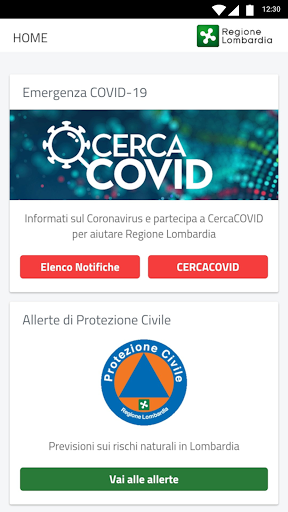 12:30
HOME
Regione
Lombardia
Emergenza COVID-19
CERCA
COVID
Informati sul Coronavirus e partecipa a CercaCOVID
per aiutare Regione Lombardia
Elenco Notifiche
CERCACOVID
Allerte di Protezione Civile
Protezione Civile
Regione Lombardia
Previsioni sui rischi naturali in Lombardia
Vai alle allerte